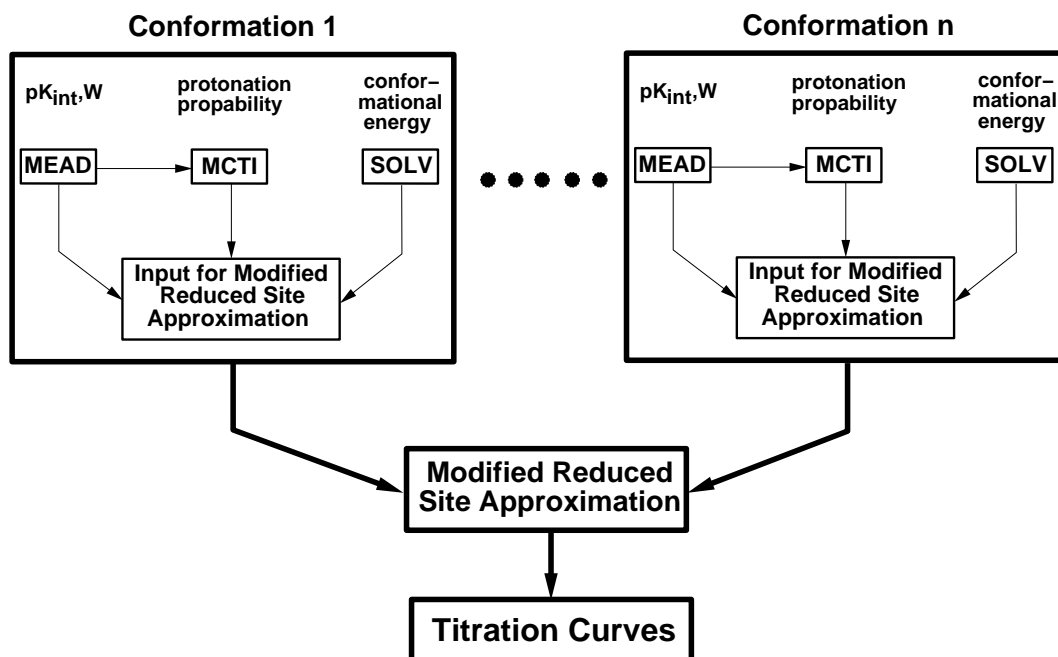 Conformation 1
pKint,W
protonation
propability
confor−
mational
energy
MEAD
MCTI
SOLV
Input for Modified
Reduced Site
Approximation
Conformation n
pKint,W
protonation
propability
confor−
mational
energy
MEAD
MCTI
SOLV
Input for Modified
Reduced Site
Approximation
Modified Reduced
Site Approximation
Titration Curves